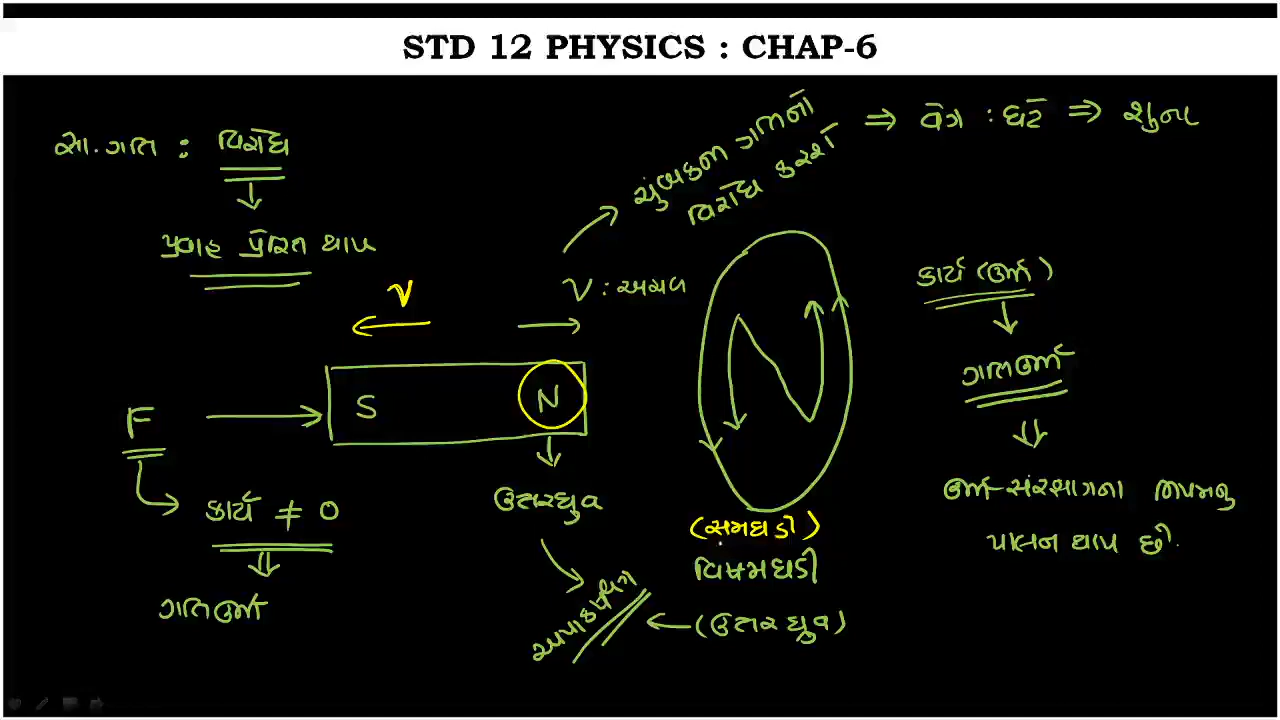 STD 12 PHYSICS : CHAP-6
સા.ગતિ : વિરોધ
પ્રવાહ પ્રેરિત થાય
ચુંબકના ગતિનો
વિરોધ કરશે
⇒ વેગ : ઘટે ⇒ શુન્ય
V : અચળ
V
S
N
F
કાર્ય ≠ 0
ગતિઊર્જા
ઉત્તરધ્રુવ
અપાકર્ષણ
N
(સમઘડી)
વિષમઘડી
(ઉત્તરધ્રુવ)
કાર્ય (ઊર્જા)
ગતિઊર્જા
ઊર્જા-સંરક્ષણના નિયમનુ
પાલન થાય છે.